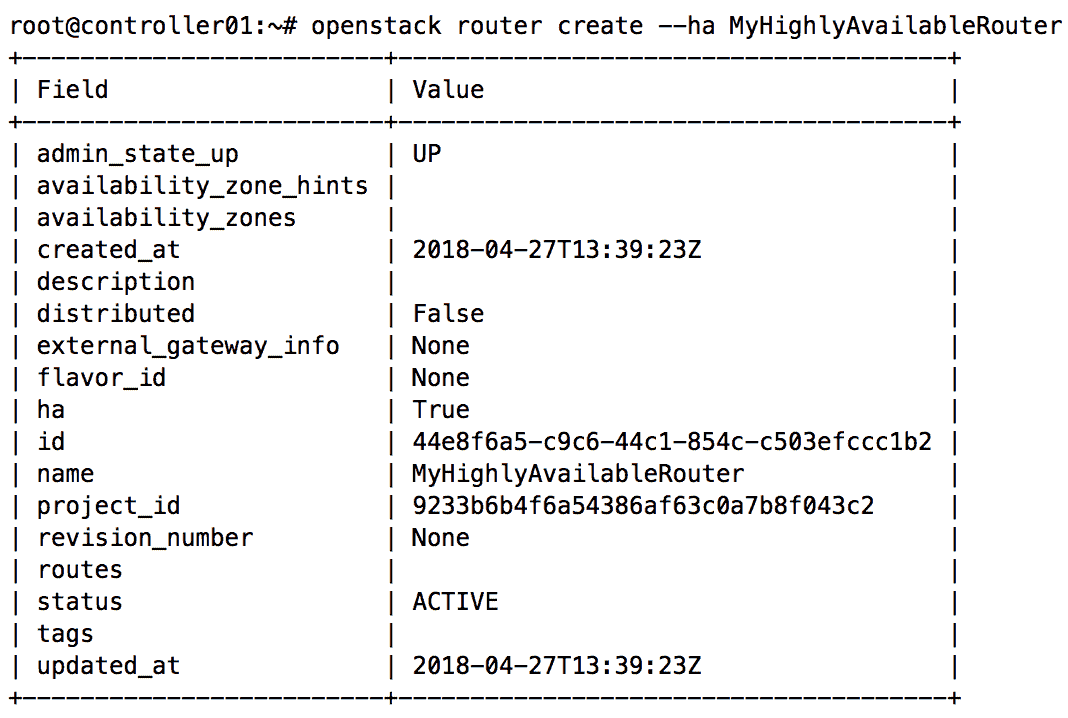 root@controller01:~# openstack router create --ha MyHighlyAvailableRouter
+--------------------------+--------------------------------------+
| Field                    | Value                                |
+--------------------------+--------------------------------------+
| admin_state_up           | UP                                   |
| availability_zone_hints  |                                      |
| availability_zones       |                                      |
| created_at               | 2018-04-27T13:39:23Z                 |
| description              |                                      |
| distributed              | False                                |
| external_gateway_info    | None                                 |
| flavor_id                | None                                 |
| ha                       | True                                 |
| id                       | 44e8f6a5-c9c6-44c1-854c-c503efccc1b2 |
| name                     | MyHighlyAvailableRouter              |
| project_id               | 9233b6b4f6a54386af63c0a7b8f043c2     |
| revision_number          | None                                 |
| routes                   |                                      |
| status                   | ACTIVE                               |
| tags                     |                                      |
| updated_at               | 2018-04-27T13:39:23Z                 |
+--------------------------+--------------------------------------+